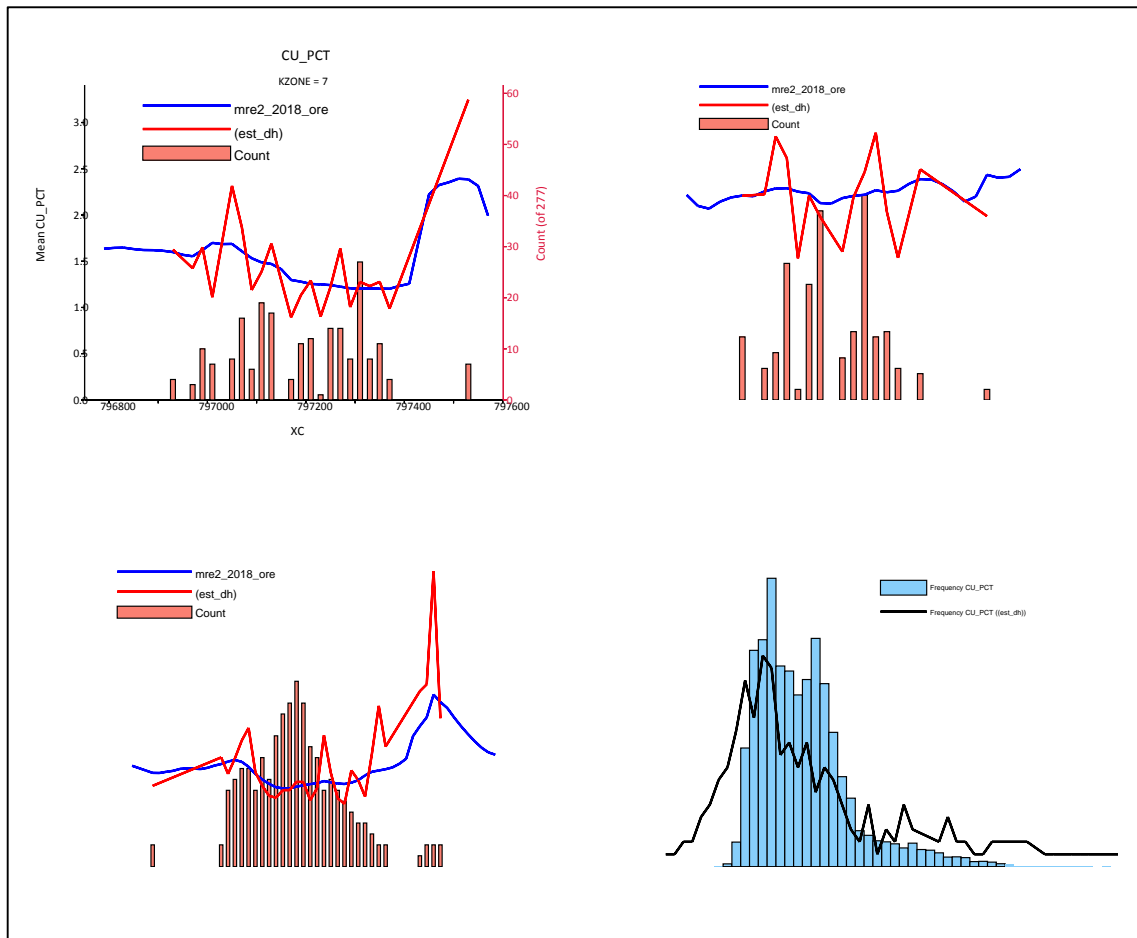 CU_PCT
KZONE = 7
mre2_2018_ore
(est_dh)
Count
Mean CU_PCT
3.0
2.5
2.0
1.5
1.0
0.5
0.0
60
50
40
30
20
10
0
Count (of 277)
796800
797000
797200
797400
797600
XC
mre2_2018_ore
(est_dh)
Count
mre2_2018_ore
(est_dh)
Count
Frequency CU_PCT
Frequency CU_PCT ((est_dh))